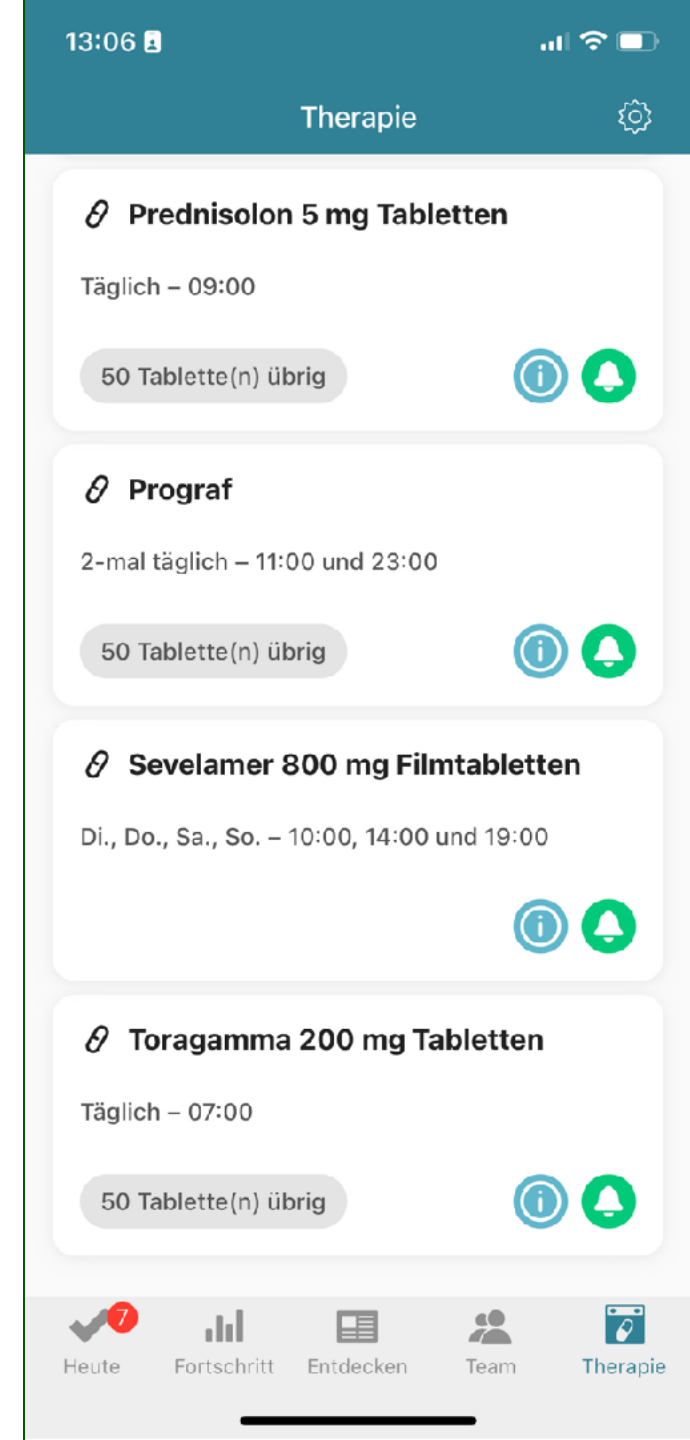 13:06
Therapie
Prednisolon 5 mg Tabletten
Täglich – 09:00
50 Tablette(n) übrig
Prograf
2-mal täglich – 11:00 und 23:00
50 Tablette(n) übrig
Sevelamer 800 mg Filmtabletten
Di., Do., Sa., So. – 10:00, 14:00 und 19:00
Toragamma 200 mg Tabletten
Täglich – 07:00
50 Tablette(n) übrig
7
Heute Fortschritt Entdecken Team Therapie